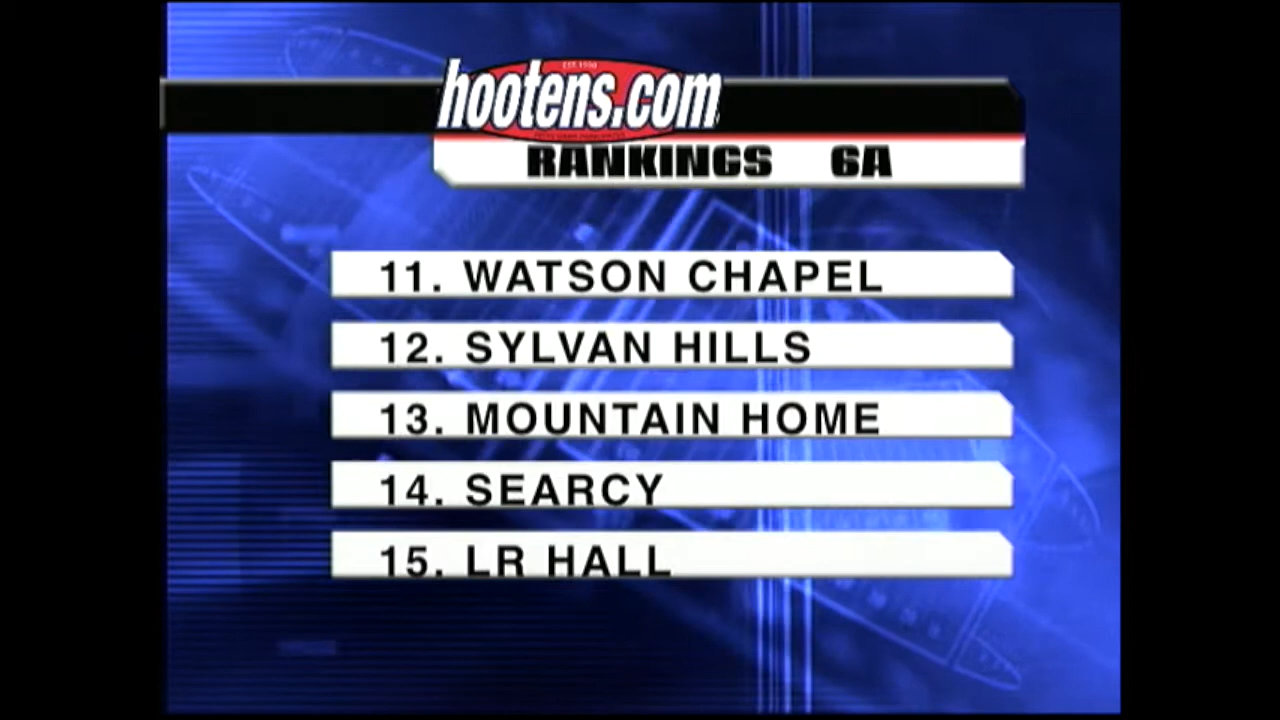 hootens.com
RANKINGS 6A
11. WATSON CHAPEL
12. SYLVAN HILLS
13. MOUNTAIN HOME
14. SEARCY
15. LR HALL